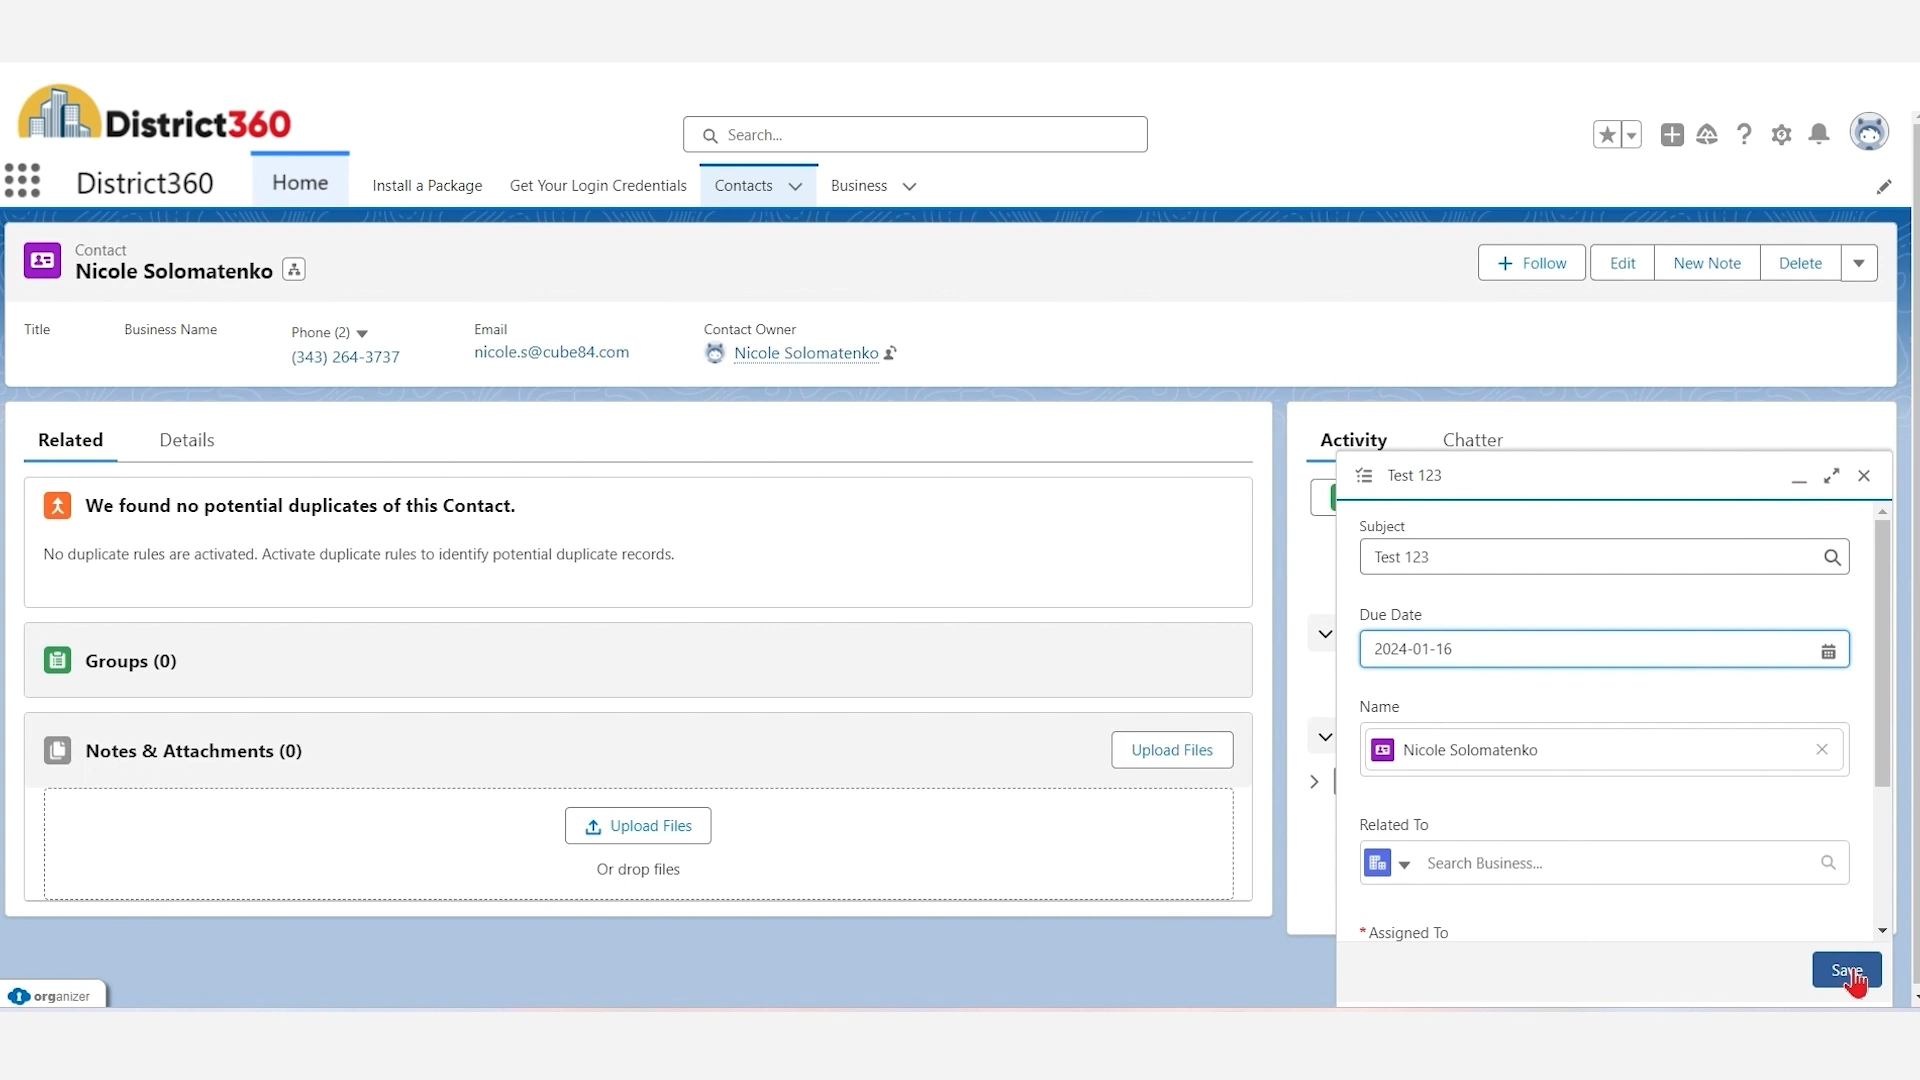 District360
Search...
District360
Home
Install a Package
Get Your Login Credentials
Contacts
Business
Contact
Nicole Solomatenko
Follow
Edit
New Note
Delete
Title
Business Name
Phone (2)
(343) 264-3737
Email
nicole.s@cube84.com
Contact Owner
Nicole Solomatenko
Related
Details
We found no potential duplicates of this Contact.
No duplicate rules are activated. Activate duplicate rules to identify potential duplicate records.
Groups (0)
Notes & Attachments (0)
Upload Files
Upload Files
Or drop files
Activity
Chatter
Test 123
Subject
Test 123
Due Date
2024-01-16
Name
Nicole Solomatenko
Related To
Search Business...
*Assigned To
Save
organizer